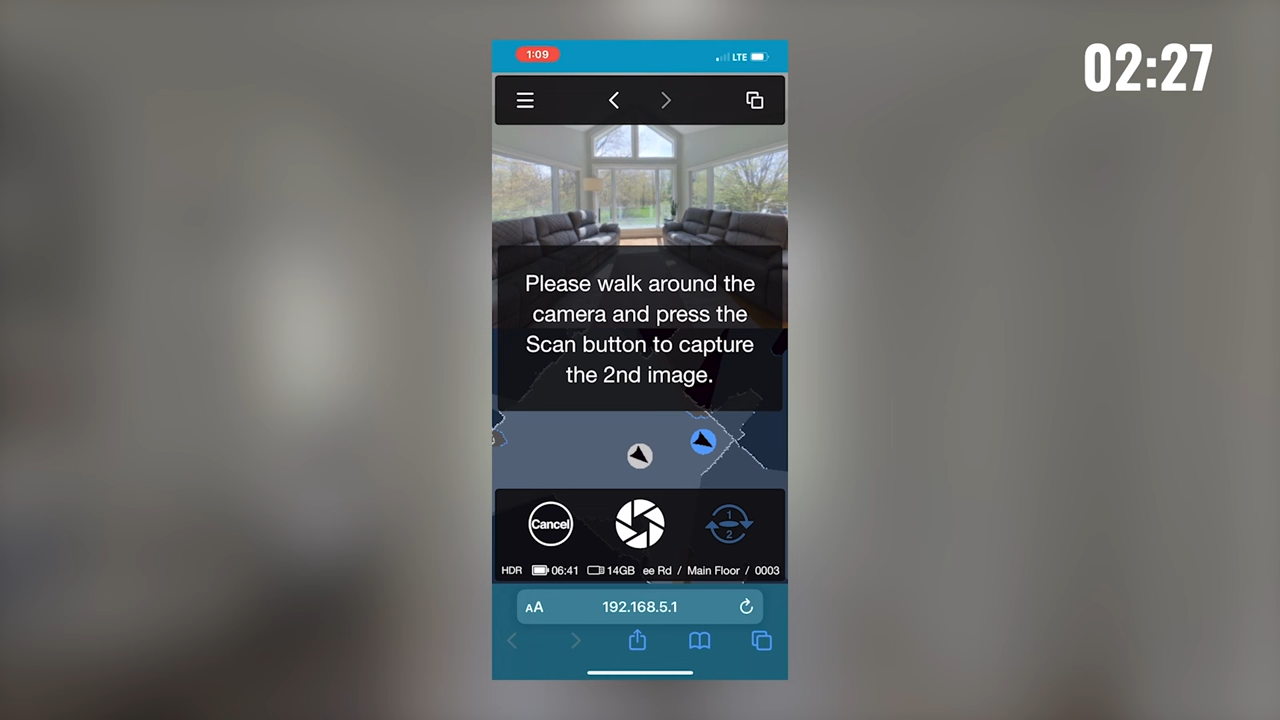 02:27
1:09
LTE
Please walk around the
camera and press the
Scan button to capture
the 2nd image.
Cancel
1
2
HDR 06:41 14GB ee Rd / Main Floor / 0003
AA 192.168.5.1